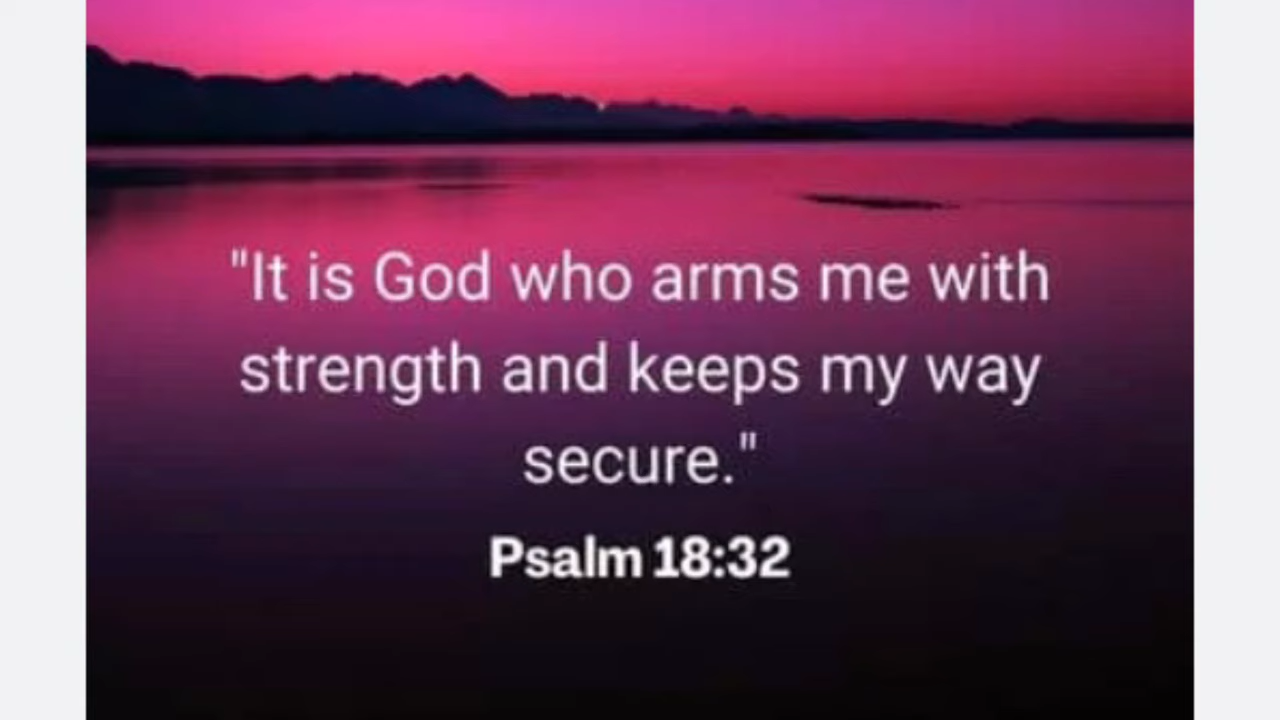 "It is God who arms me with
strength and keeps my way
secure."
Psalm 18:32